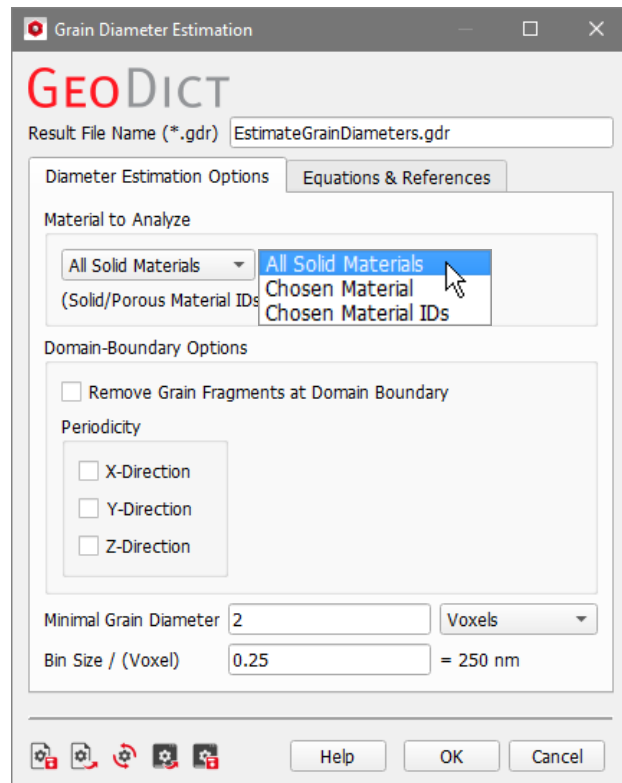 Grain Diameter Estimation
GEODICT
Result File Name (*.gdr) EstimateGrainDiameters.gdr
Diameter Estimation Options Equations & References
Material to Analyze
All Solid Materials All Solid Materials
Chosen Material
(Solid/Porous Material IDs Chosen Material IDs
Domain-Boundary Options
Remove Grain Fragments at Domain Boundary
Periodicity
X-Direction
Y-Direction
Z-Direction
Minimal Grain Diameter 2 Voxels
Bin Size / (Voxel) 0.25 = 250 nm
Help OK Cancel